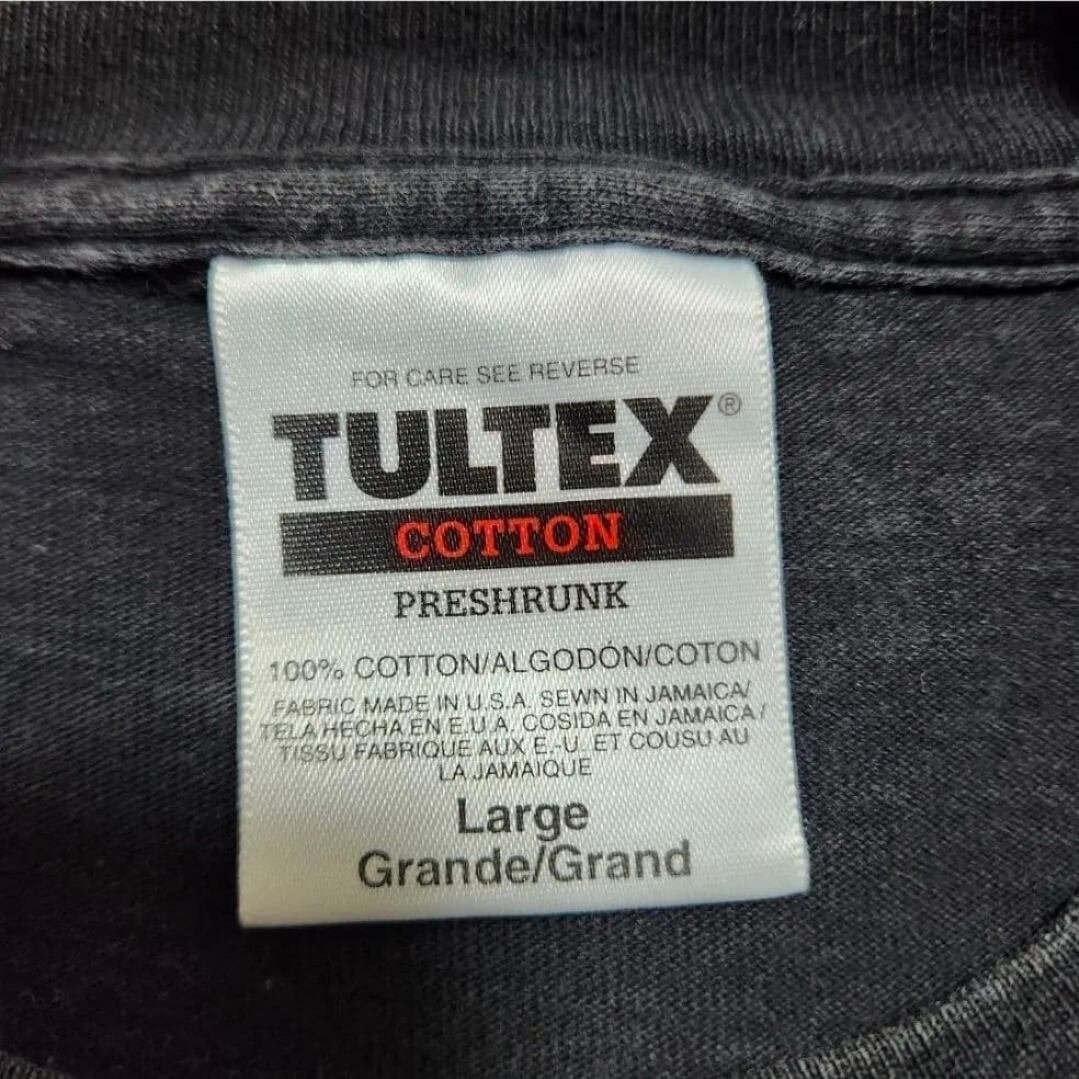 FOR CARE SEE REVERSE
TULTEX®
COTTON
PRESHRUNK
100% COTTON/ALGODÓN/COTON
FABRIC MADE IN U.S.A. SEWN IN JAMAICA/
TELA HECHA EN E.U.A. COSIDA EN JAMAICA/
TISSU FABRIQUE AUX E.-U. ET COUSU AU
LA JAMAIQUE
Large
Grande/Grand